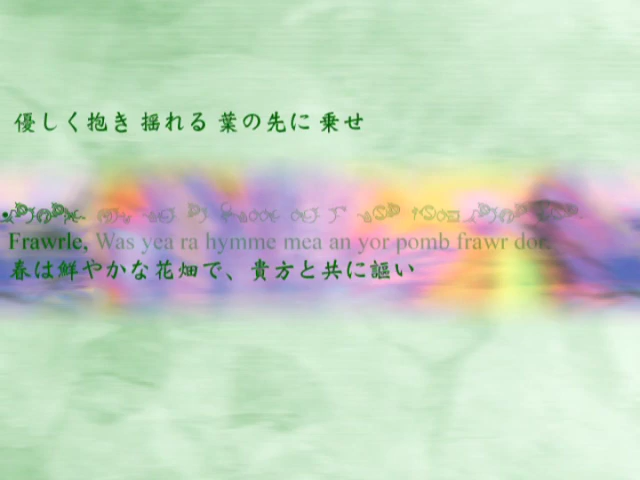 優しく抱き 揺れる 葉の先に 乗せ
Frawrle, Was yea ra hymme mea an yor pomb frawr dor.
春は鮮やかな花畑で、貴方と共に謳い